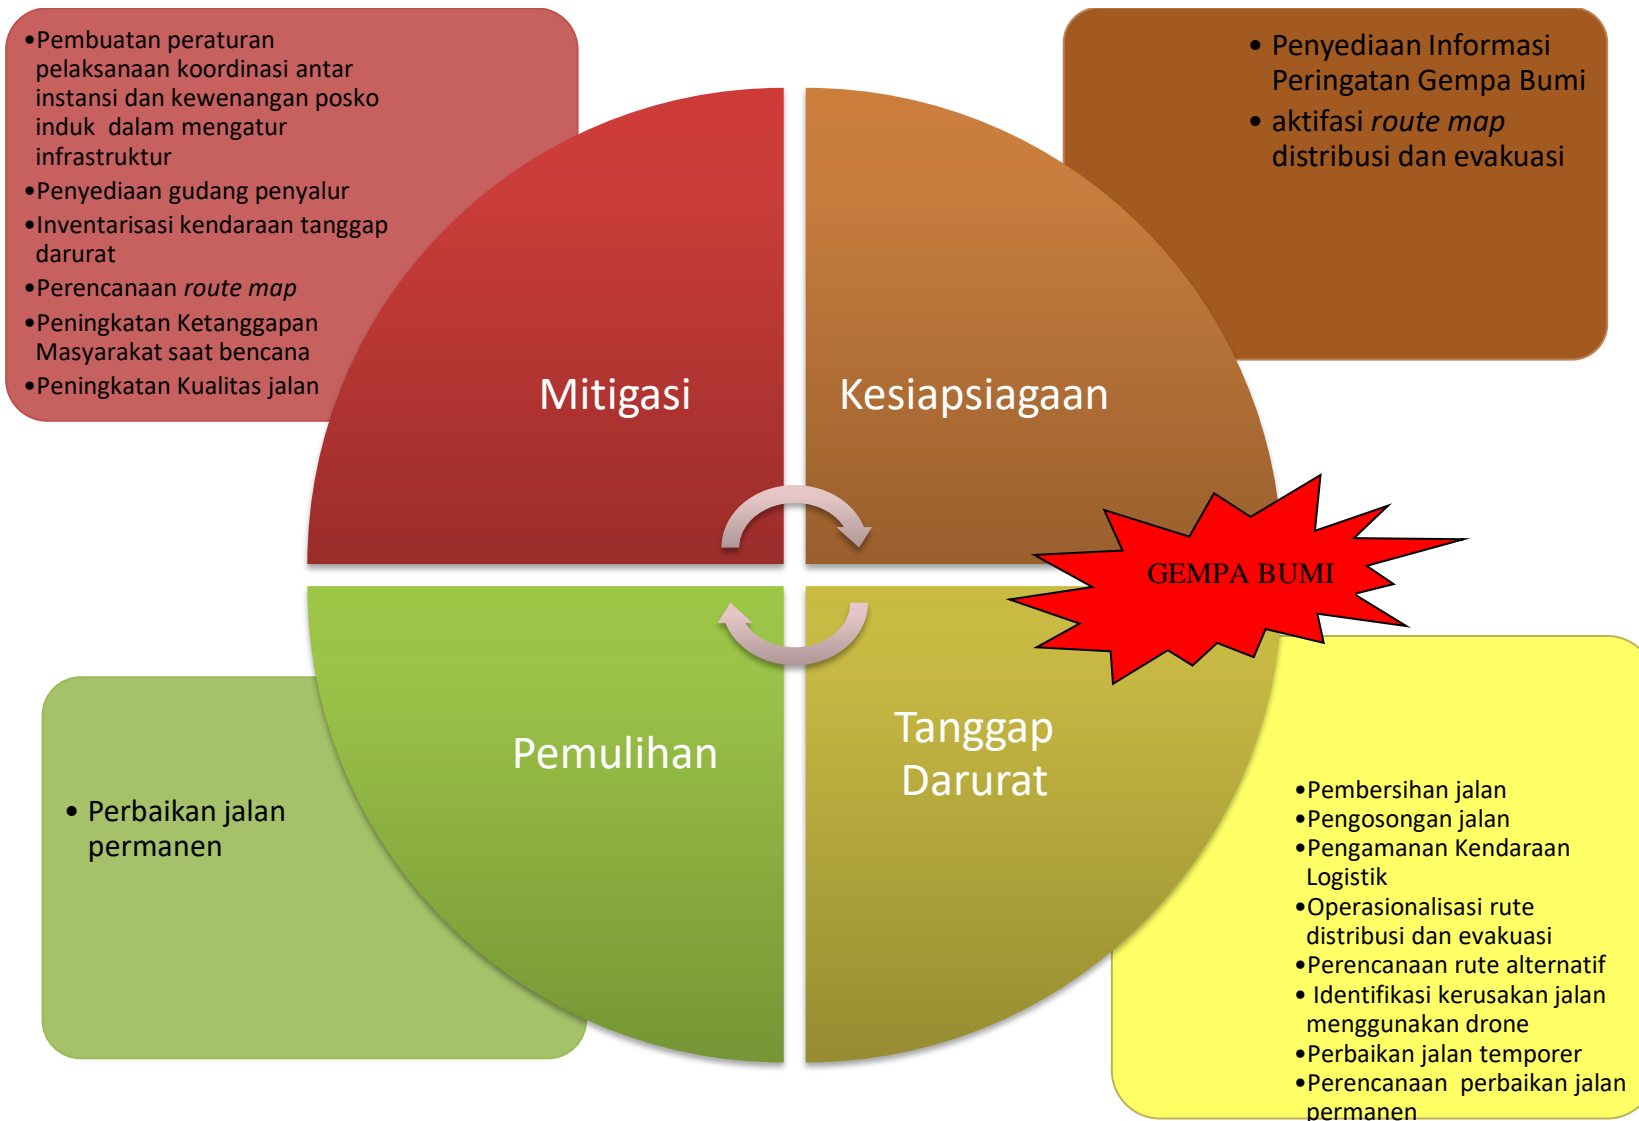 •Pembuatan peraturan
pelaksanaan koordinasi antar
instansi dan kewenangan posko
induk dalam mengatur
infrastruktur
•Penyediaan gudang penyalur
•Inventarisasi kendaraan tanggap
darurat
•Perencanaan route map
•Peningkatan Ketanggapan
Masyarakat saat bencana
•Peningkatan Kualitas jalan
• Penyediaan Informasi
Peringatan Gempa Bumi
• aktifasi route map
distribusi dan evakuasi
Mitigasi
Kesiapsiagaan
GEMPA BUMI
Pemulihan
Tanggap
Darurat
• Perbaikan jalan
permanen
•Pembersihan jalan
•Pengosongan jalan
•Pengamanan Kendaraan
Logistik
•Operasionalisasi rute
distribusi dan evakuasi
•Perencanaan rute alternatif
• Identifikasi kerusakan jalan
menggunakan drone
•Perbaikan jalan temporer
•Perencanaan perbaikan jalan
permanen